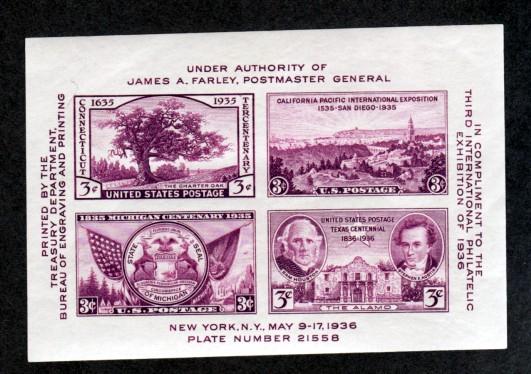 UNDER AUTHORITY OF
JAMES A. FARLEY, POSTMASTER GENERAL
PRINTED BY THE
TREASURY DEPARTMENT,
BUREAU OF ENGRAVING AND PRINTING
1635 1935
CONNECTICUT
TERCENTENARY
THE CHARTER OAK
3¢ UNITED STATES POSTAGE 3¢
CALIFORNIA PACIFIC INTERNATIONAL EXPOSITION
1535-SAN DIEGO-1935
3¢ U.S. POSTAGE 3¢
1835 MICHIGAN CENTENARY 1935
STATE SEAL
OF MICHIGAN
3¢ U.S. POSTAGE 3¢
UNITED STATES POSTAGE
TEXAS CENTENNIAL
1836-1936
SAM HOUSTON
3¢ THE ALAMO 3¢
IN COMPLIMENT TO THE
THIRD INTERNATIONAL PHILATELIC
EXHIBITION OF 1936
NEW YORK, N.Y., MAY 9-17, 1936
PLATE NUMBER 21558